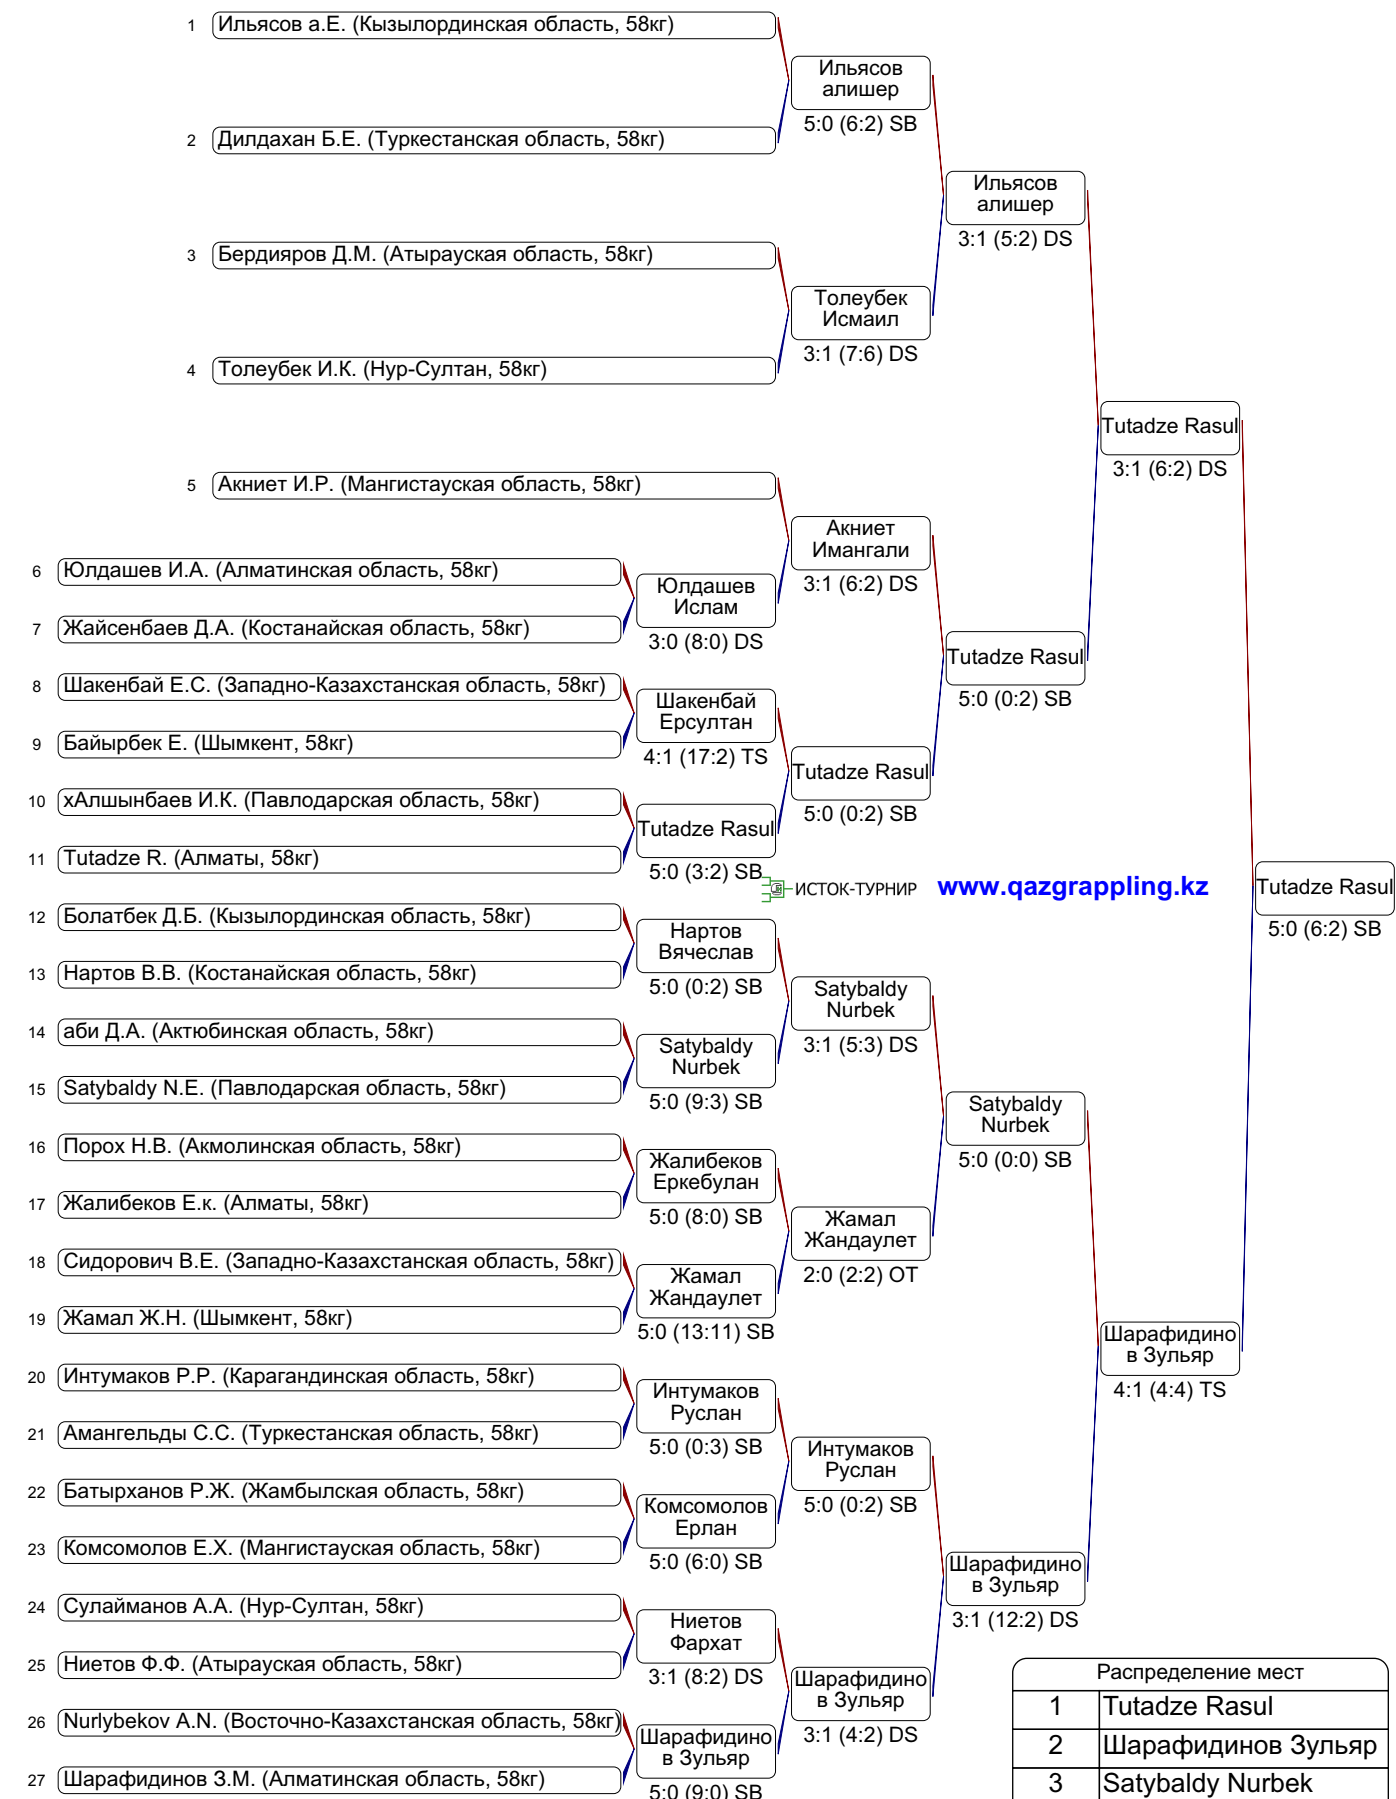 1 Ильясов а.Е. (Кызылординская область, 58кг)
2 Дилдахан Б.Е. (Туркестанская область, 58кг)
3 Бердияров Д.М. (Атырауская область, 58кг)
4 Толеубек И.К. (Нур-Султан, 58кг)
5 Акниет И.Р. (Мангистауская область, 58кг)
6 Юлдашев И.А. (Алматинская область, 58кг)
7 Жайсенбаев Д.А. (Костанайская область, 58кг)
8 Шакенбай Е.С. (Западно-Казахстанская область, 58кг)
9 Байырбек Е. (Шымкент, 58кг)
10 хАлшынбаев И.К. (Павлодарская область, 58кг)
11 Tutadze R. (Алматы, 58кг)
12 Болатбек Д.Б. (Кызылординская область, 58кг)
13 Нартов В.В. (Костанайская область, 58кг)
14 аби Д.А. (Актюбинская область, 58кг)
15 Satybaldy N.E. (Павлодарская область, 58кг)
16 Порох Н.В. (Акмолинская область, 58кг)
17 Жалибеков Е.к. (Алматы, 58кг)
18 Сидорович В.Е. (Западно-Казахстанская область, 58кг)
19 Жамал Ж.Н. (Шымкент, 58кг)
20 Интумаков Р.Р. (Карагандинская область, 58кг)
21 Амангельды С.С. (Туркестанская область, 58кг)
22 Батырханов Р.Ж. (Жамбылская область, 58кг)
23 Комсомолов Е.Х. (Мангистауская область, 58кг)
24 Сулайманов А.А. (Нур-Султан, 58кг)
25 Ниетов Ф.Ф. (Атырауская область, 58кг)
26 Nurlybekov A.N. (Восточно-Казахстанская область, 58кг)
27 Шарафидинов З.М. (Алматинская область, 58кг)
Юлдашев
Ислам
3:0 (8:0) DS
Шакенбай
Ерсултан
4:1 (17:2) TS
Tutadze Rasul
5:0 (3:2) SB
Нартов
Вячеслав
5:0 (0:2) SB
Satybaldy
Nurbek
5:0 (9:3) SB
Жалибеков
Еркебулан
5:0 (8:0) SB
Жамал
Жандаулет
5:0 (13:11) SB
Интумаков
Руслан
5:0 (0:3) SB
Комсомолов
Ерлан
5:0 (6:0) SB
Ниетов
Фархат
3:1 (8:2) DS
Шарафидино
в Зульяр
5:0 (9:0) SB
Ильясов
алишер
5:0 (6:2) SB
Толеубек
Исмаил
3:1 (7:6) DS
Акниет
Имангали
3:1 (6:2) DS
Tutadze Rasul
5:0 (0:2) SB
ИСТОК-ТУРНИР www.qazgrappling.kz
Satybaldy
Nurbek
3:1 (5:3) DS
Жамал
Жандаулет
2:0 (2:2) OT
Интумаков
Руслан
5:0 (0:2) SB
Шарафидино
в Зульяр
3:1 (4:2) DS
Ильясов
алишер
3:1 (5:2) DS
Tutadze Rasul
5:0 (0:2) SB
Satybaldy
Nurbek
5:0 (0:0) SB
Шарафидино
в Зульяр
3:1 (12:2) DS
Tutadze Rasul
3:1 (6:2) DS
Шарафидино
в Зульяр
4:1 (4:4) TS
Tutadze Rasul
5:0 (6:2) SB
Распределение мест
1 Tutadze Rasul
2 Шарафидинов Зульяр
3 Satybaldy Nurbek